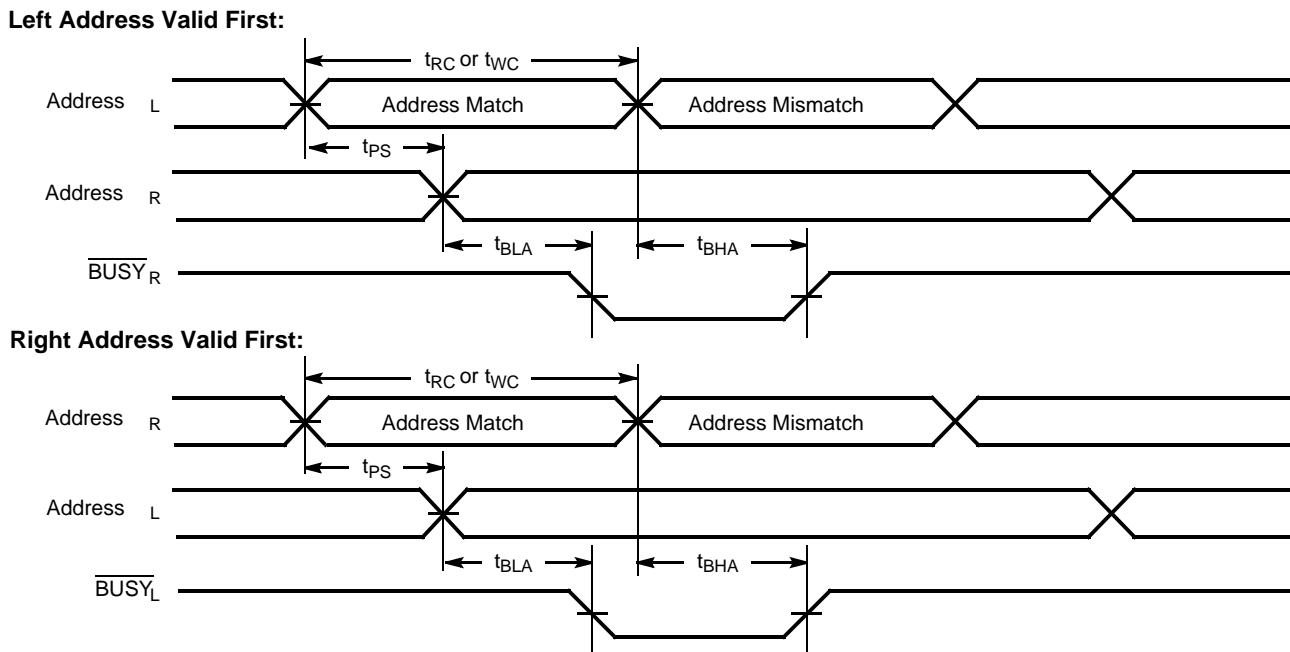 Left Address Valid First:
tRC or tWC
Address L Address Match Address Mismatch
tPS
Address R
tBLA tBHA
BUSYR
Right Address Valid First:
tRC or tWC
Address R Address Match Address Mismatch
tPS
Address L
tBLA tBHA
BUSYL